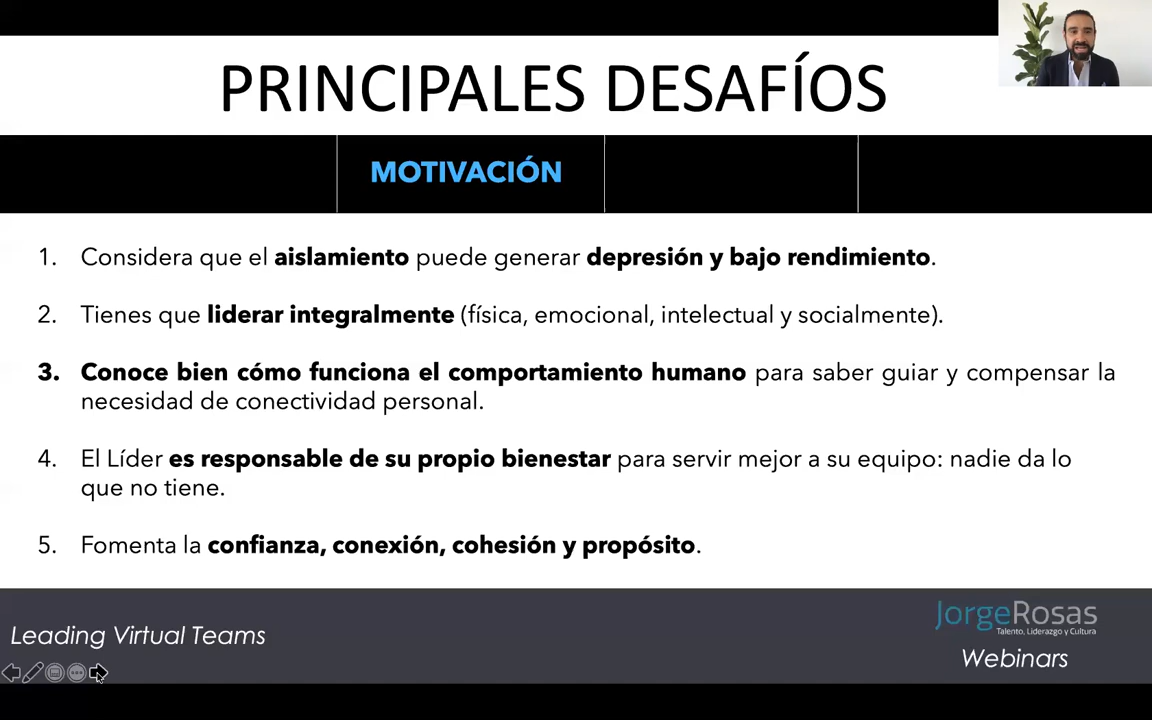 PRINCIPALES DESAFÍOS
MOTIVACIÓN
1. Considera que el aislamiento puede generar depresión y bajo rendimiento.
2. Tienes que liderar integralmente (física, emocional, intelectual y socialmente).
3. Conoce bien cómo funciona el comportamiento humano para saber guiar y compensar la
necesidad de conectividad personal.
4. El Líder es responsable de su propio bienestar para servir mejor a su equipo: nadie da lo
que no tiene.
5. Fomenta la confianza, conexión, cohesión y propósito.
Leading Virtual Teams
JorgeRosas
Talento, Liderazgo y Cultura
Webinars